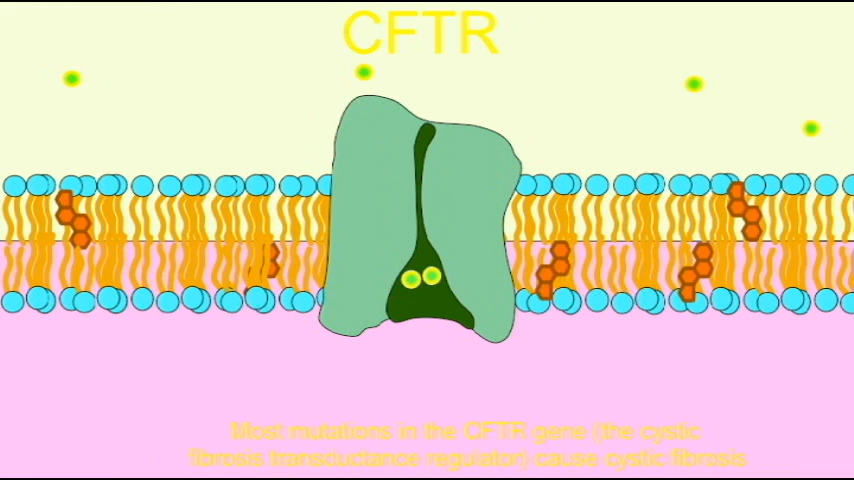 CFTR
Most mutations in the CFTR gene (the cystic
fibrosis transductance regulator) cause cystic fibrosis